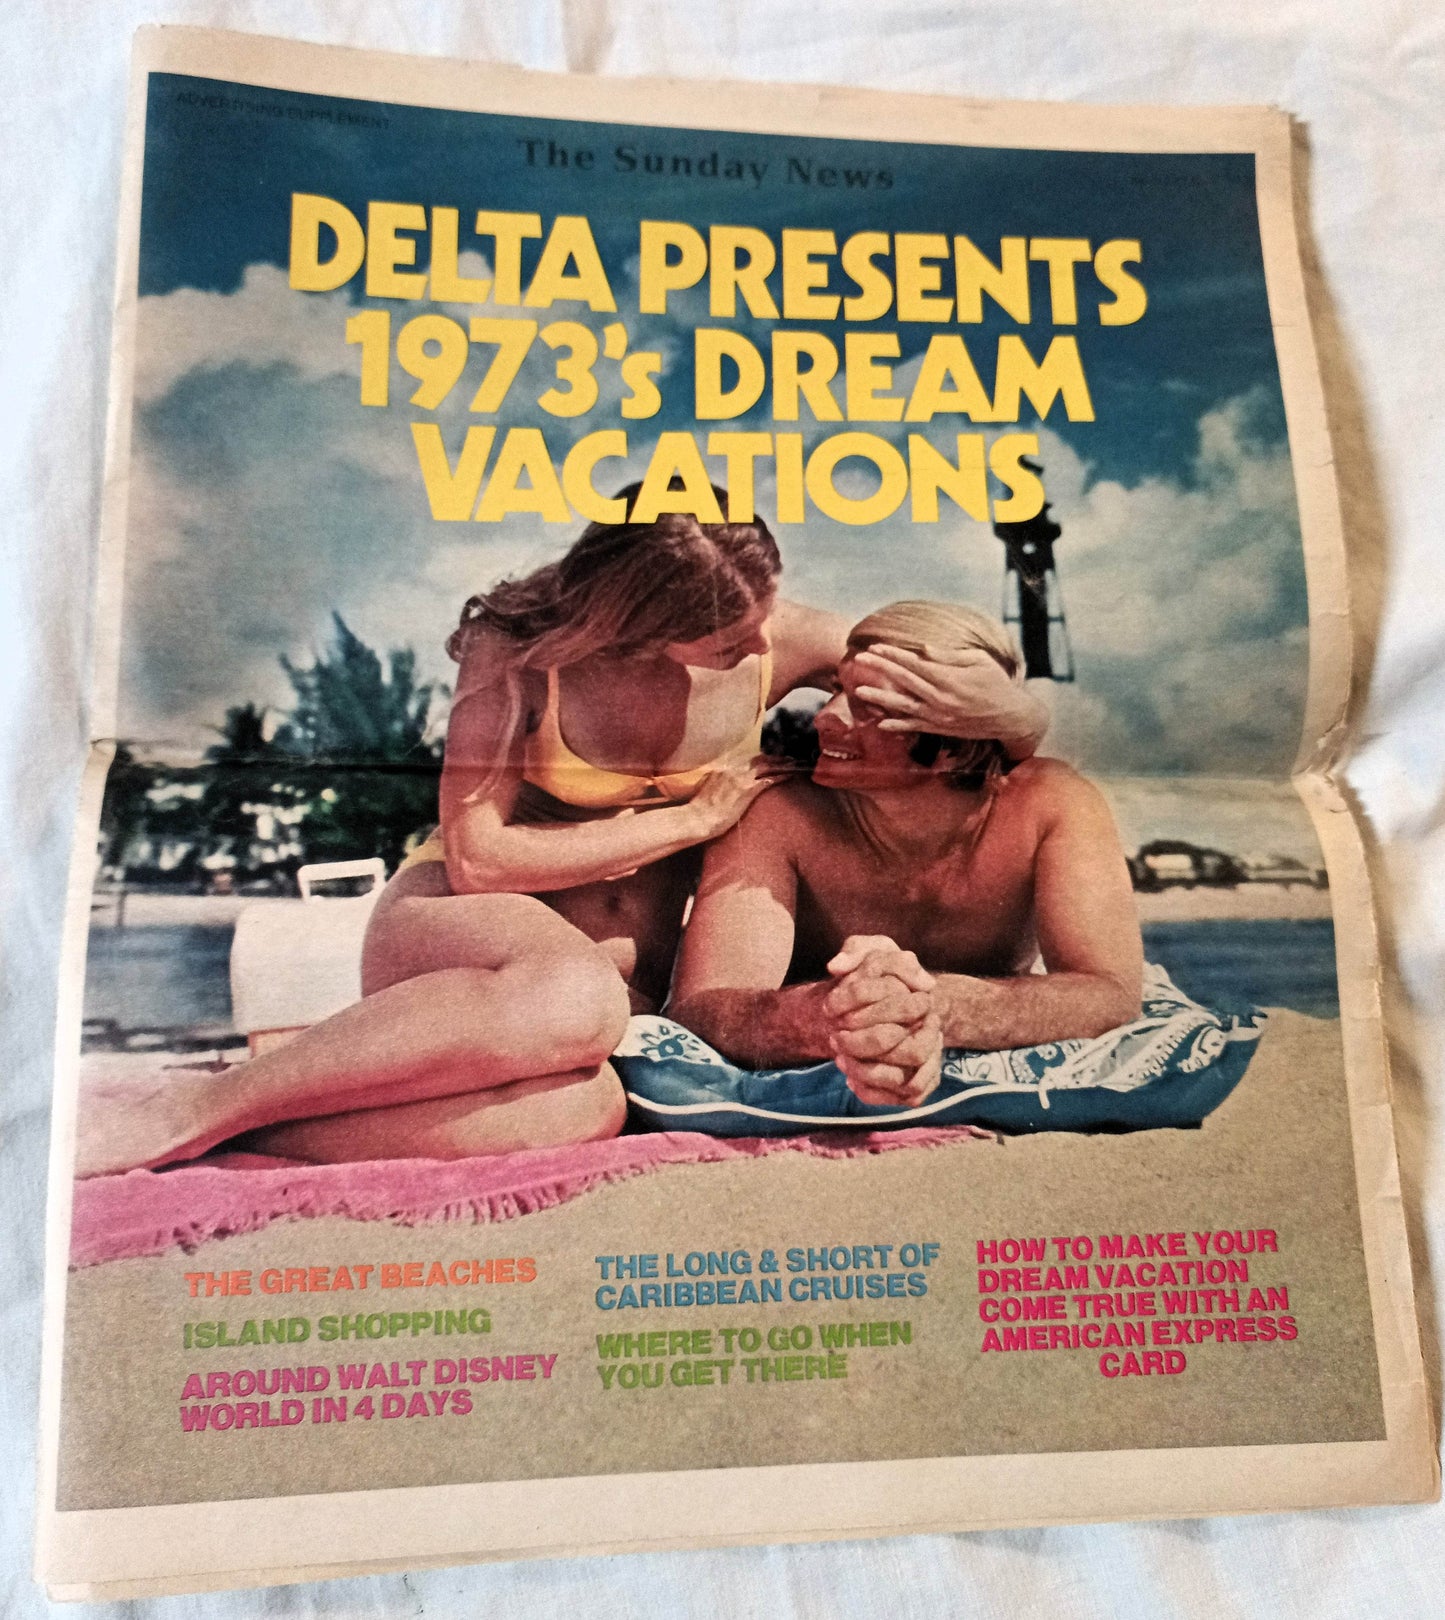 ADVERTISING SUPPLEMENT
The Sunday News
DELTA PRESENTS
1973's DREAM
VACATIONS
THE GREAT BEACHES
ISLAND SHOPPING
AROUND WALT DISNEY
WORLD IN 4 DAYS
THE LONG & SHORT OF
CARIBBEAN CRUISES
WHERE TO GO WHEN
YOU GET THERE
HOW TO MAKE YOUR
DREAM VACATION
COME TRUE WITH AN
AMERICAN EXPRESS
CARD